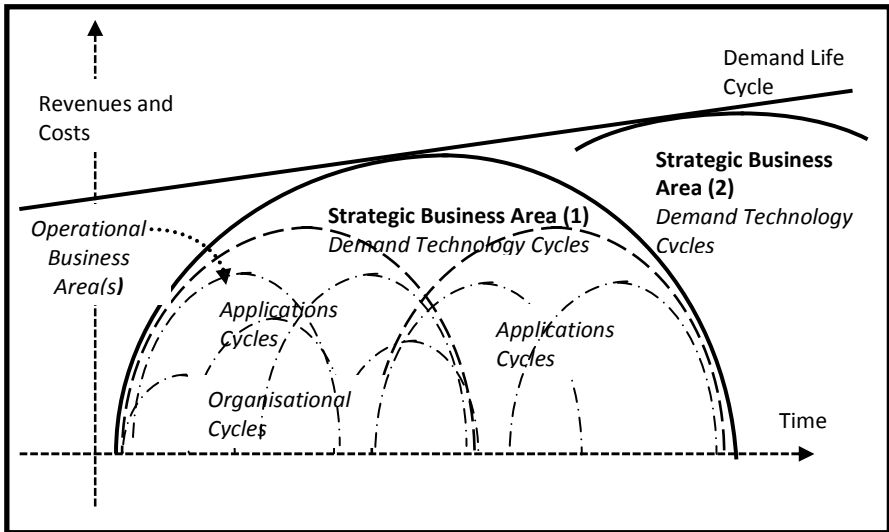 Demand Life
Cycle
Revenues and
Costs
Strategic Business
Area (2)
Demand Technology
Cycles
Strategic Business Area (1)
Demand Technology Cycles
Operational
Business
Area(s)
Applications
Cycles
Applications
Cycles
Organisational
Cycles
Time